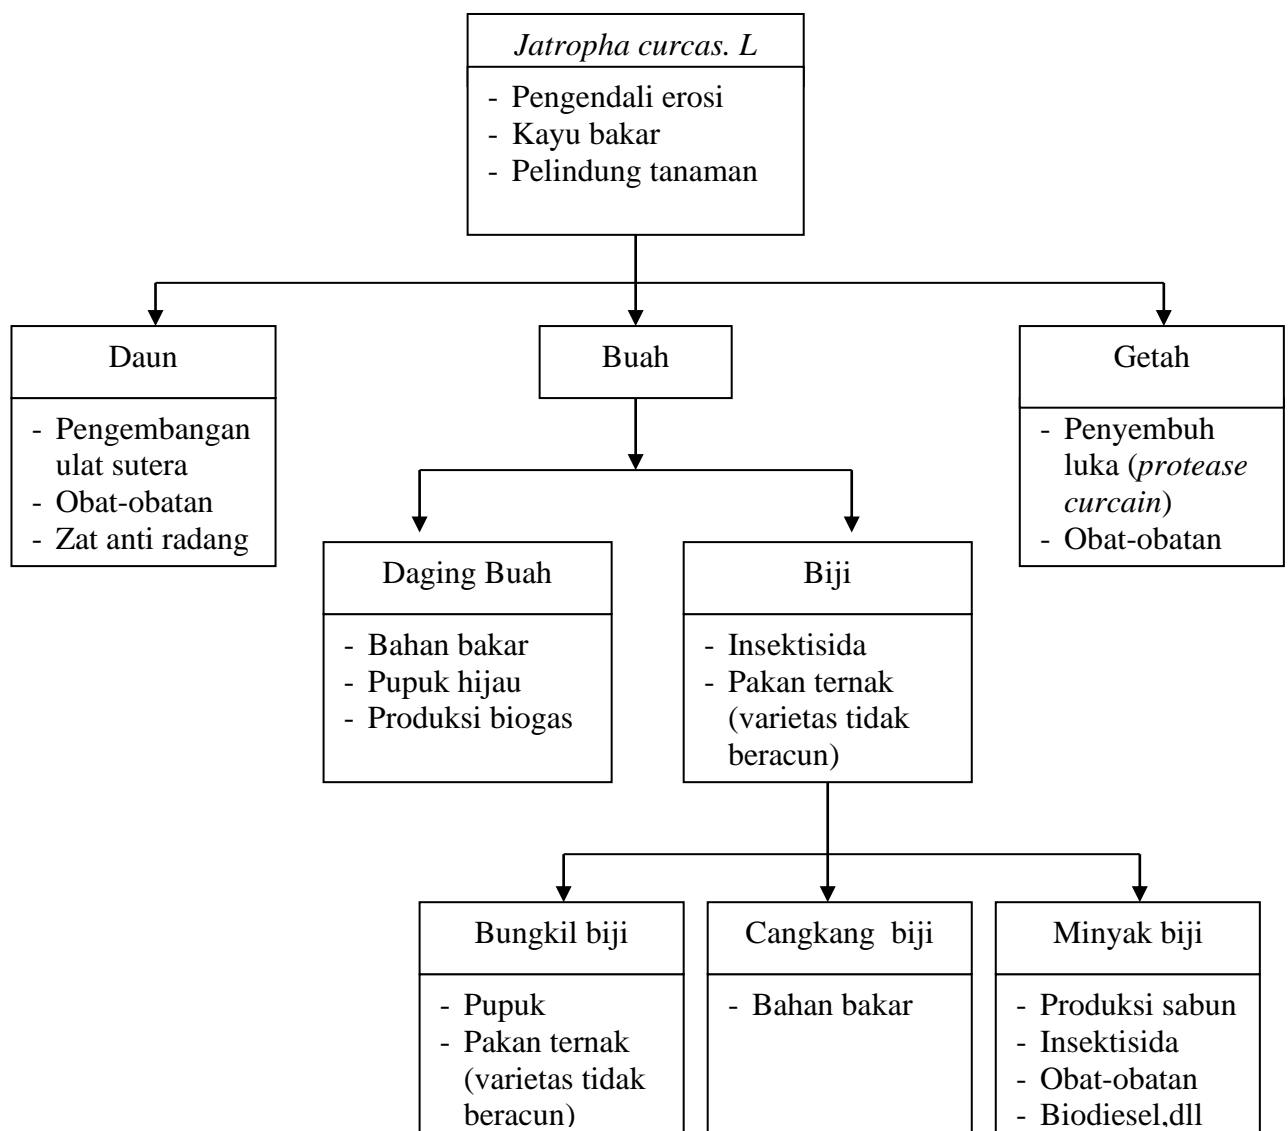 Jatropha curcas. L
- Pengendali erosi
- Kayu bakar
- Pelindung tanaman
Daun
- Pengembangan
ulat sutera
- Obat-obatan
- Zat anti radang
Buah
Getah
- Penyembuh
luka (protease
curcain)
- Obat-obatan
Daging Buah
- Bahan bakar
- Pupuk hijau
- Produksi biogas
Biji
- Insektisida
- Pakan ternak
(varietas tidak
beracun)
Bungkil biji
- Pupuk
- Pakan ternak
(varietas tidak
beracun)
Cangkang  biji
- Bahan bakar
Minyak biji
- Produksi sabun
- Insektisida
- Obat-obatan
- Biodiesel,dll